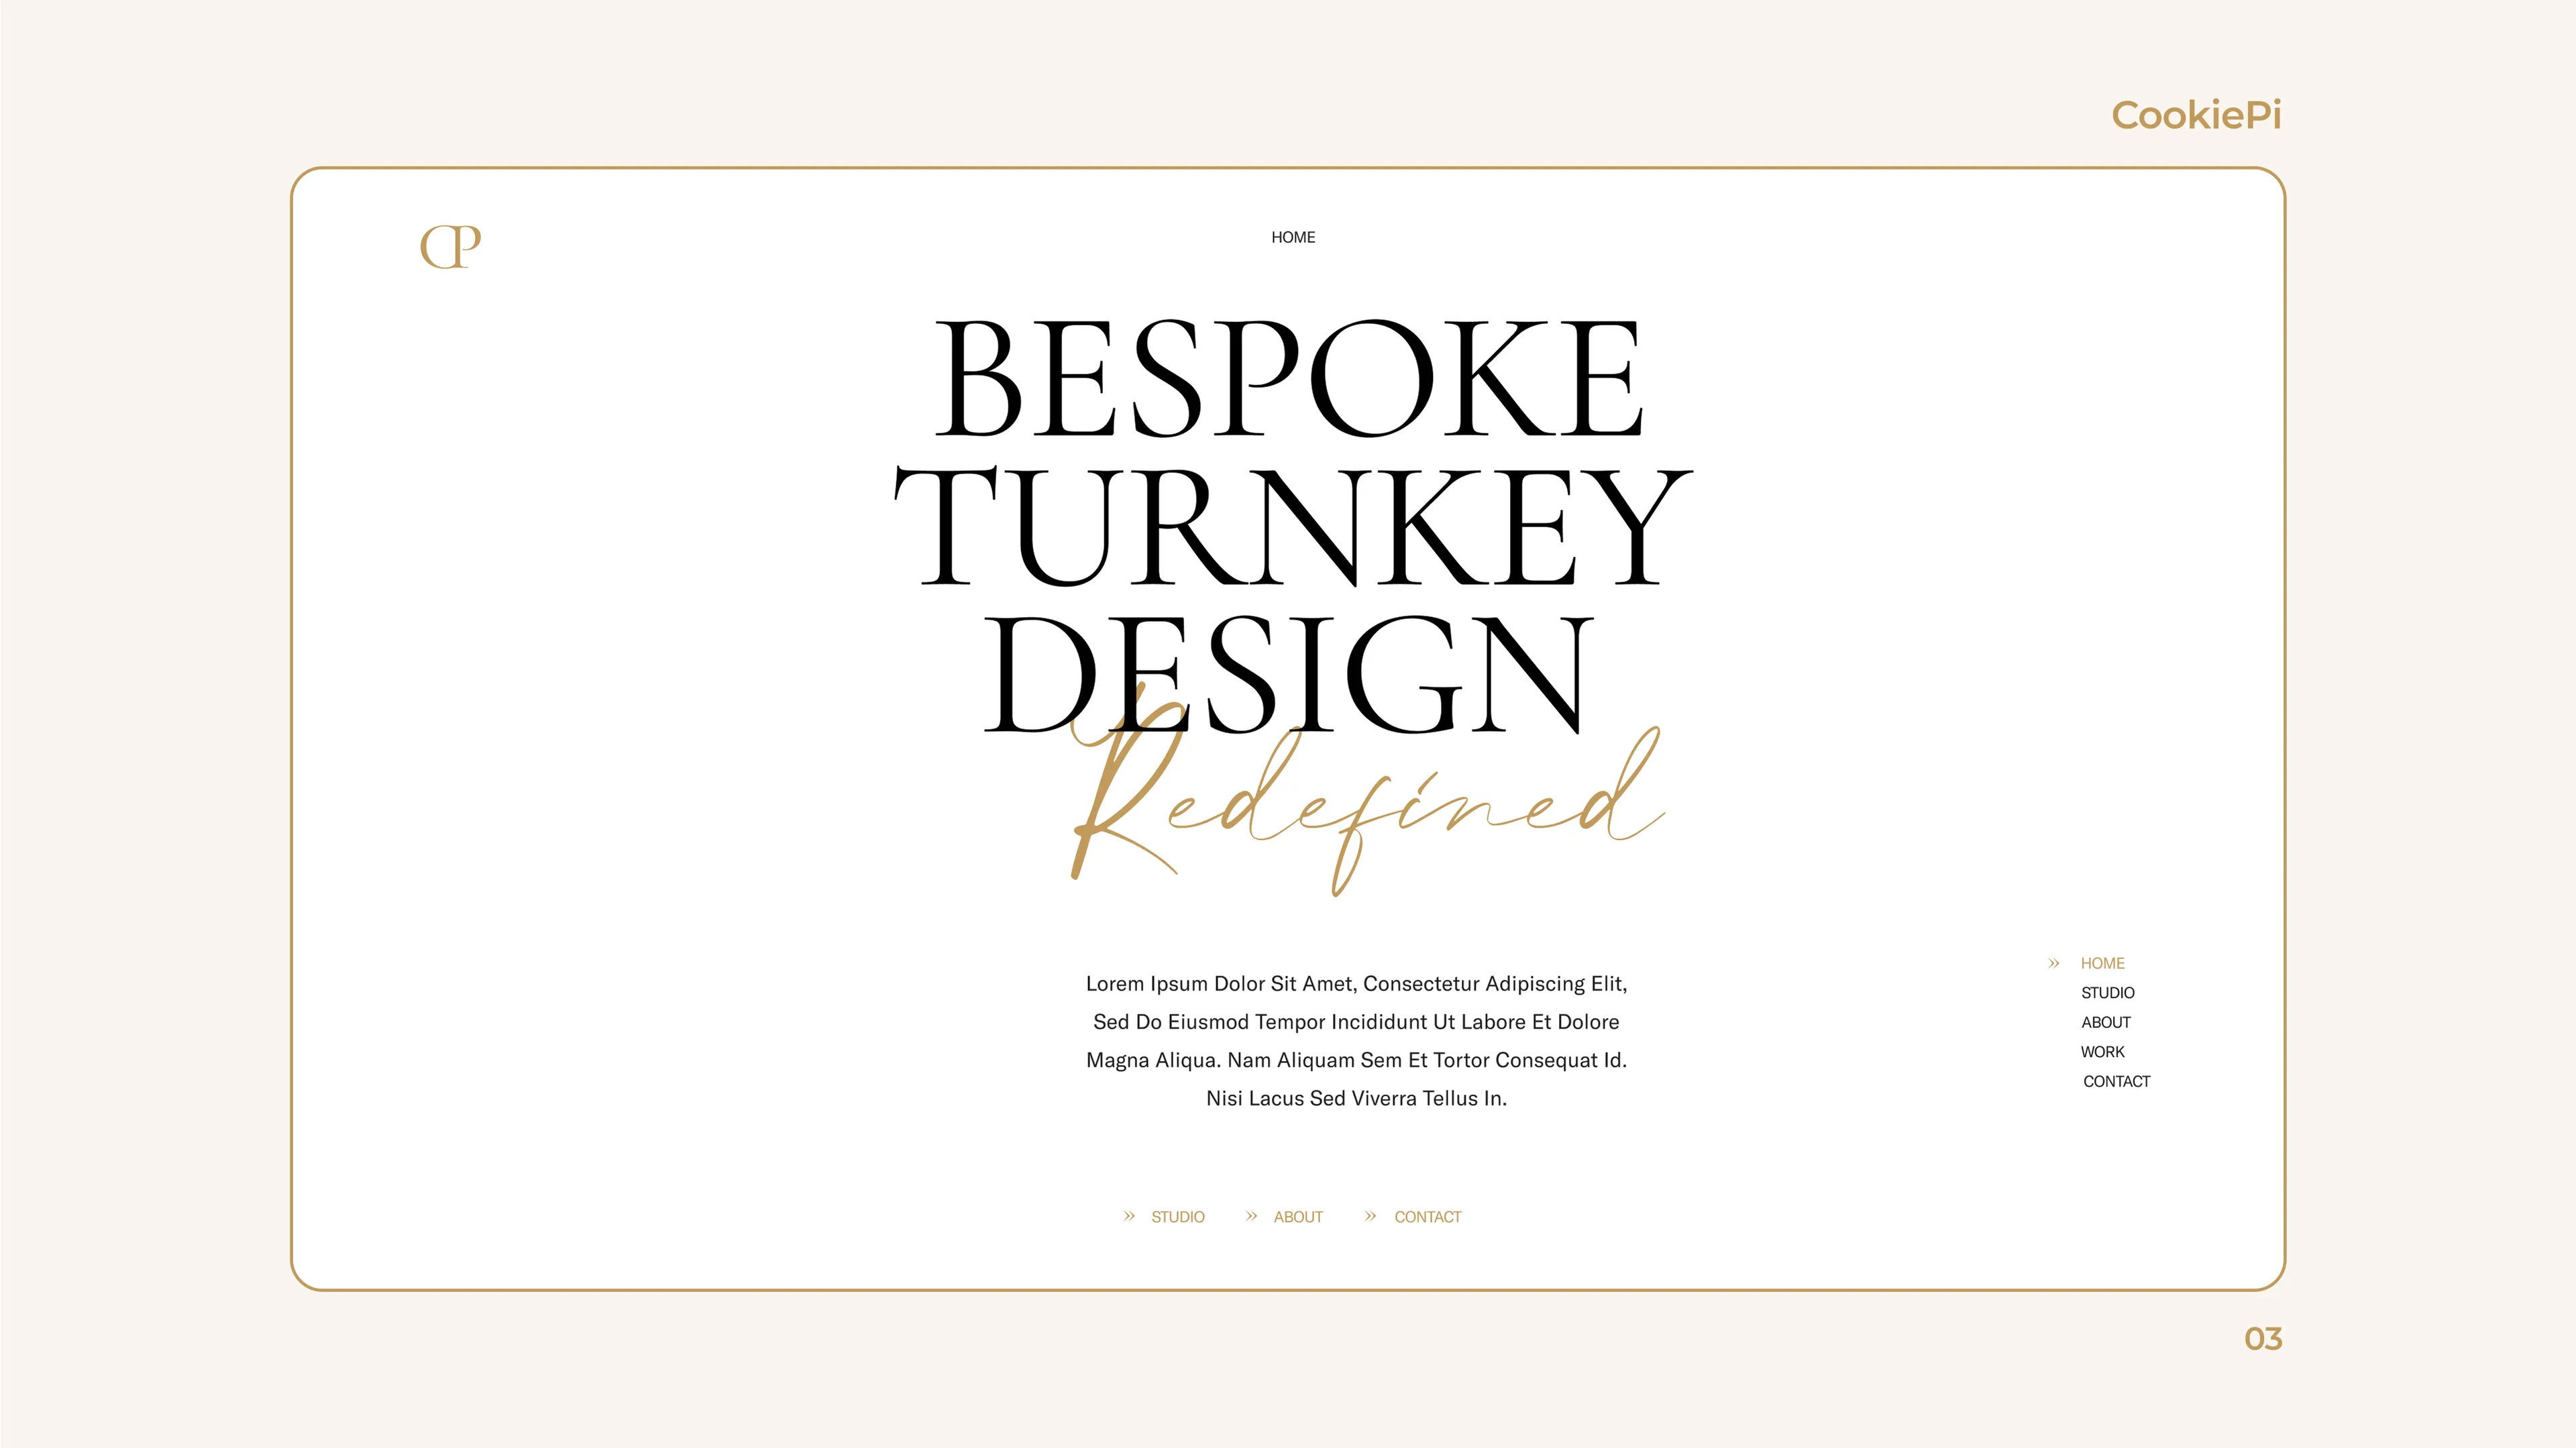 CookiePi
CP
HOME
BESPOKE
TURNKEY
DESIGN
Redefined
Lorem Ipsum Dolor Sit Amet, Consectetur Adipiscing Elit,
Sed Do Eiusmod Tempor Incididunt Ut Labore Et Dolore
Magna Aliqua. Nam Aliquam Sem Et Tortor Consequat Id.
Nisi Lacus Sed Viverra Tellus In.
» HOME
STUDIO
ABOUT
WORK
CONTACT
» STUDIO » ABOUT » CONTACT
03